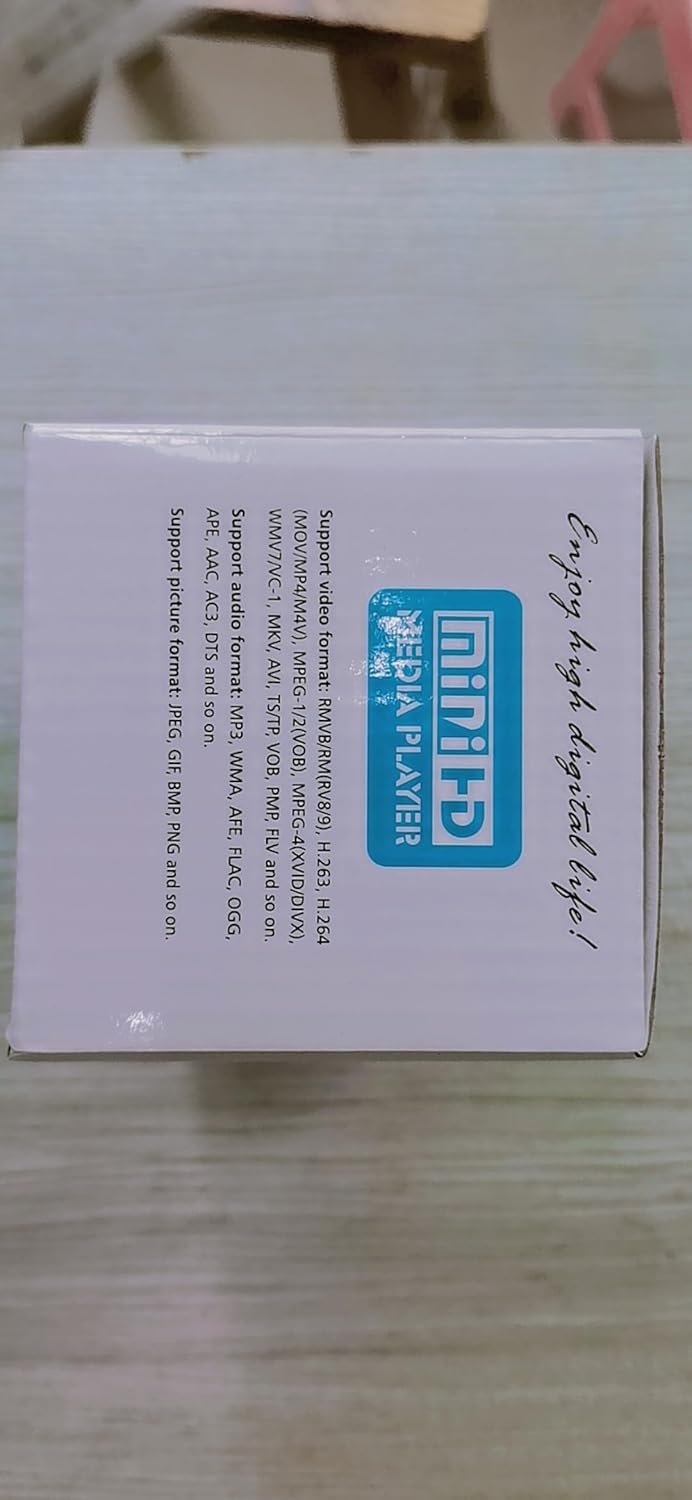 Enjoy high digital life!
mini HD
MEDIA PLAYER
Support video format: RMVB/RM(RV8/9), H.263, H.264
(MOV/MP4/M4V), MPEG-1/2(VOB), MPEG-4(XVID/DIVX),
WMV7/VC-1, MKV, AVI, TS/TP, VOB, PMP, FLV and so on.
Support audio format: MP3, WMA, AFE, FLAC, OGG,
APE, AAC, AC3, DTS and so on.
Support picture format: JPEG, GIF, BMP, PNG and so on.